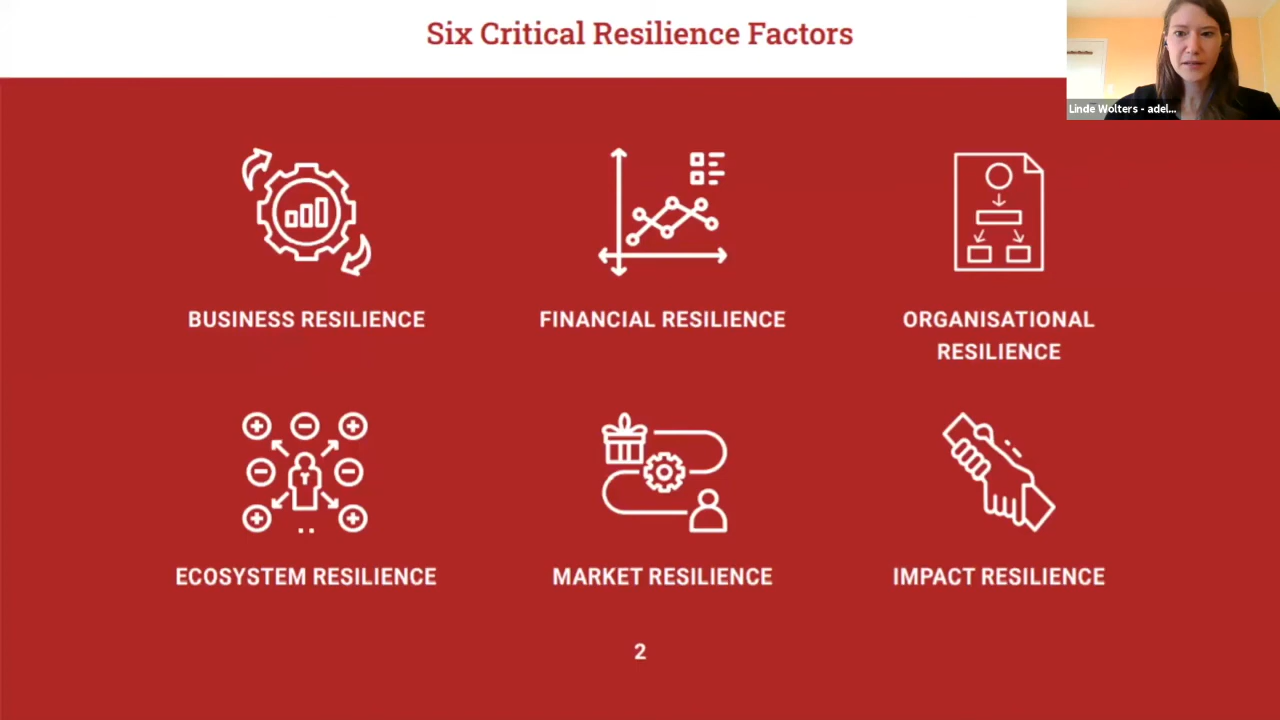 Six Critical Resilience Factors
Linde Wolters - adel...
BUSINESS RESILIENCE
FINANCIAL RESILIENCE
ORGANISATIONAL
RESILIENCE
ECOSYSTEM RESILIENCE
MARKET RESILIENCE
IMPACT RESILIENCE
2